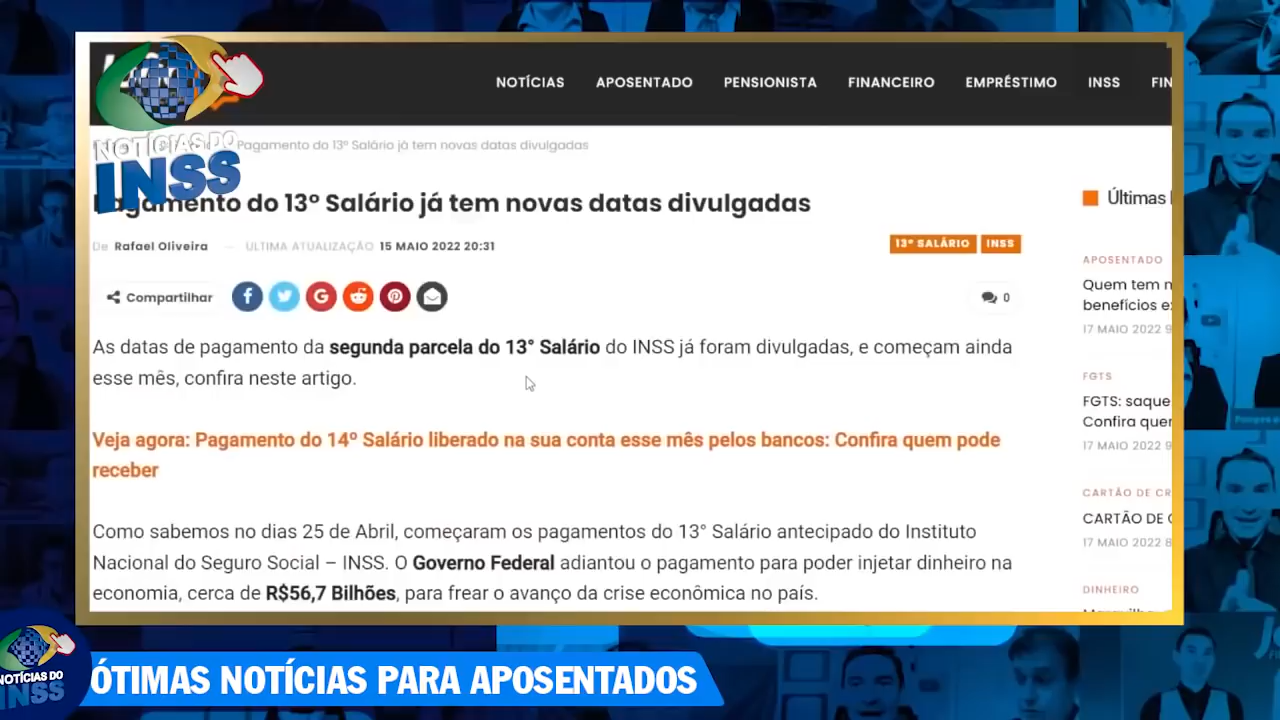 NOTÍCIAS APOSENTADO PENSIONISTA FINANCEIRO EMPRÉSTIMO INSS FIN
NOTÍCIAS DO
INSS
Pagamento do 13º Salário já tem novas datas divulgadas
Pagamento do 13º Salário já tem novas datas divulgadas
De Rafael Oliveira — ULTIMA ATUALIZAÇÃO 15 MAIO 2022 20:31
13º SALÁRIO INSS
Compartilhar
0
As datas de pagamento da segunda parcela do 13° Salário do INSS já foram divulgadas, e começam ainda
esse mês, confira neste artigo.
Veja agora: Pagamento do 14º Salário liberado na sua conta esse mês pelos bancos: Confira quem pode
receber
Como sabemos no dias 25 de Abril, começaram os pagamentos do 13° Salário antecipado do Instituto
Nacional do Seguro Social – INSS. O Governo Federal adiantou o pagamento para poder injetar dinheiro na
economia, cerca de R$56,7 Bilhões, para frear o avanço da crise econômica no país.
Últimas
APOSENTADO
Quem tem
benefícios
17 MAIO 2022 9
FGTS
FGTS: saque
Confira
17 MAIO 2022
CARTÃO DE CR
CARTÃO DE
17 MAIO 2022 8
DINHEIRO
NOTÍCIAS DO
INSS
ÓTIMAS NOTÍCIAS PARA APOSENTADOS